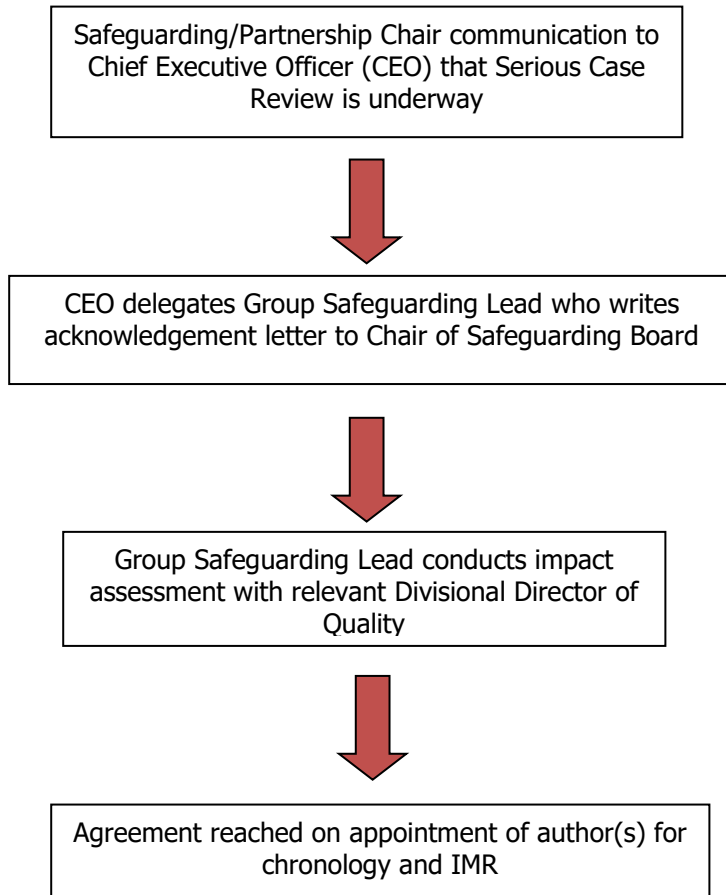 Safeguarding/Partnership Chair communication to
Chief Executive Officer (CEO) that Serious Case
Review is underway
CEO delegates Group Safeguarding Lead who writes
acknowledgement letter to Chair of Safeguarding Board
Group Safeguarding Lead conducts impact
assessment with relevant Divisional Director of
Quality
Agreement reached on appointment of author(s) for
chronology and IMR